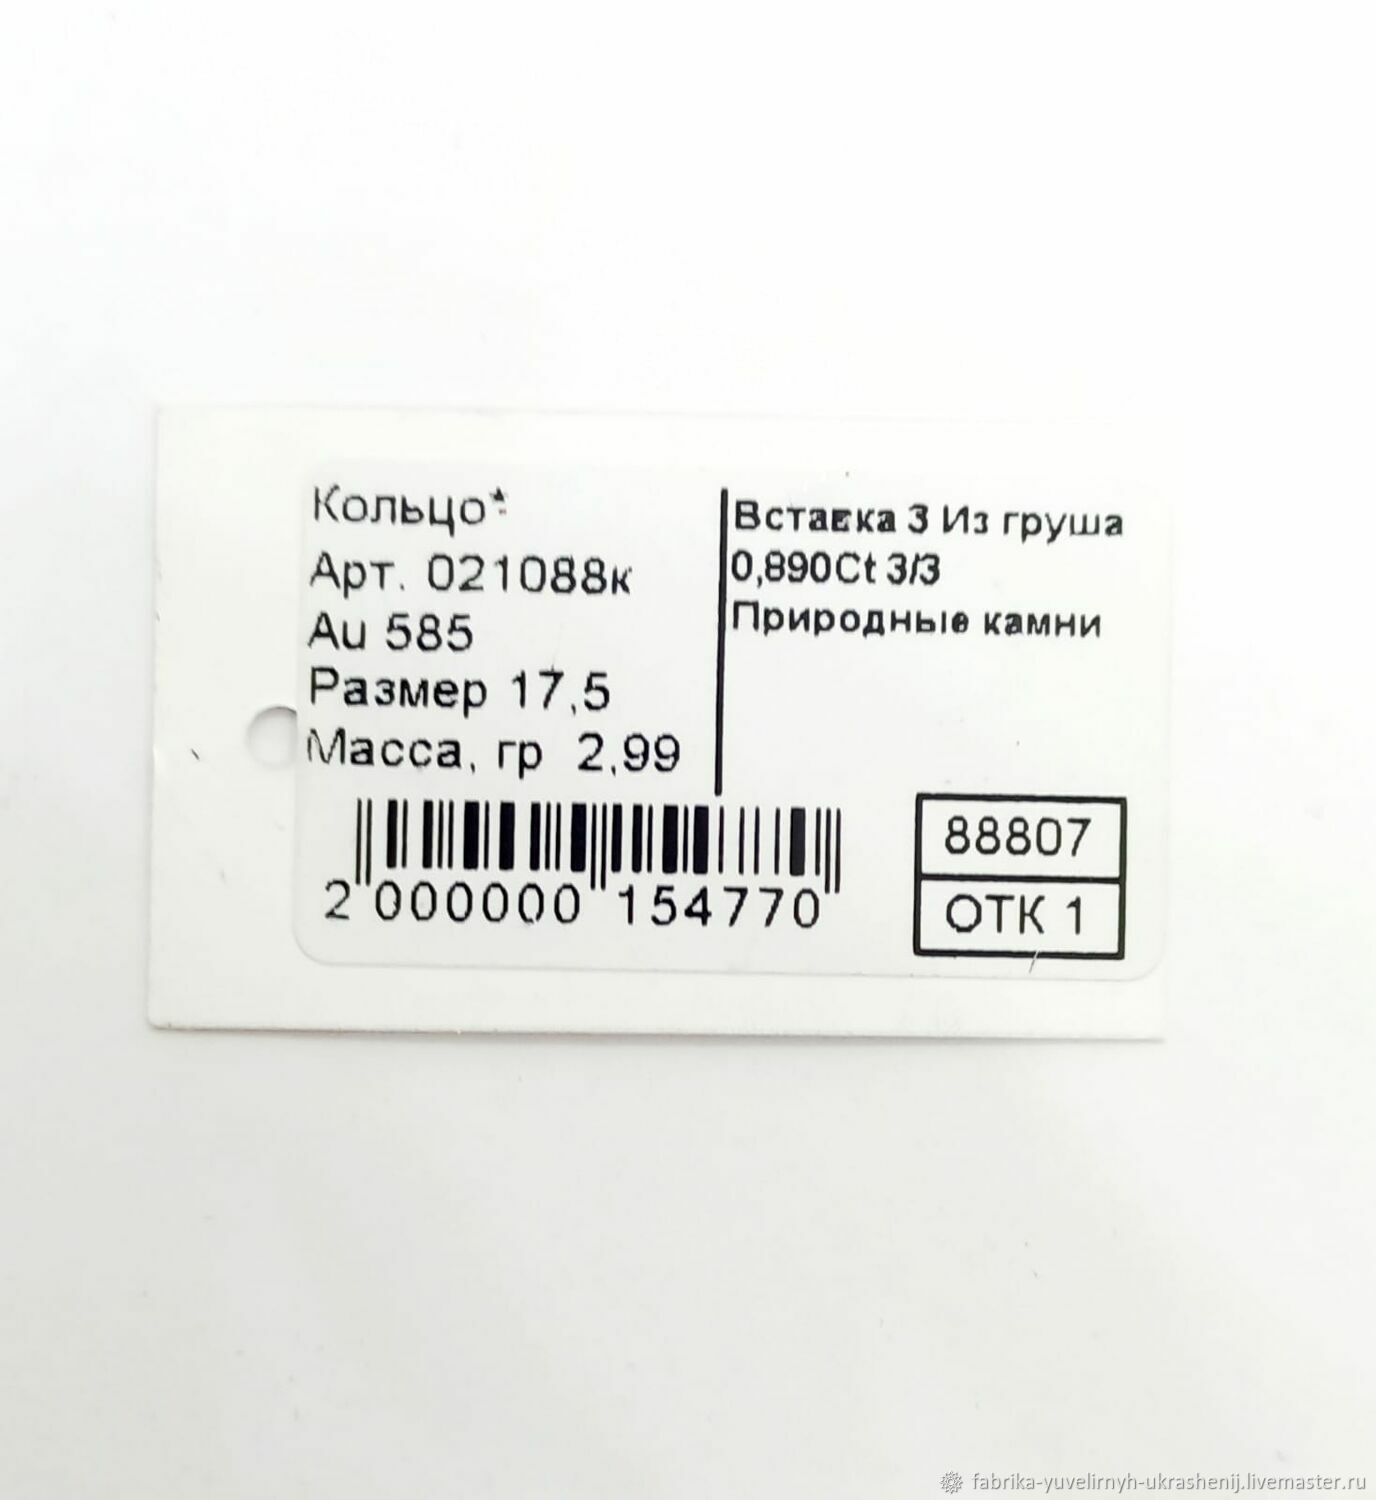 Кольцо*
Арт. 021088к
Au 585
Размер 17,5
Масса, гр 2,99
Вставка 3 Из груша
0,890Ct 3/3
Природные камни
2 000000 154770
88807
ОТК 1
fabrika-yuvelirnyh-ukrashenij.livemaster.ru